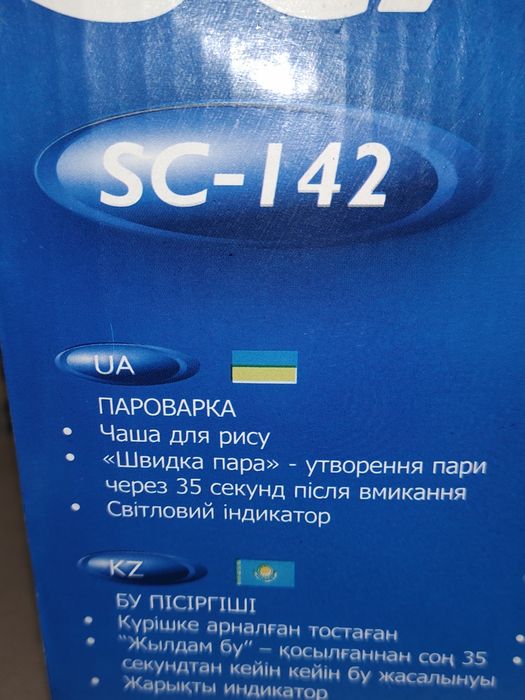 SC-142
UA
ПАРОВАРКА
• Чаша для рису
• «Швидка пара» - утворення пари
через 35 секунд після вмикання
• Світловий індикатор
KZ
БУ ПІСІРГІШІ
• Күрішке арналған тостаған
• "Жылдам бу" – қосылғаннан соң 35
секундтан кейін кейін бу жасалынуы
• Жарықты индикатор